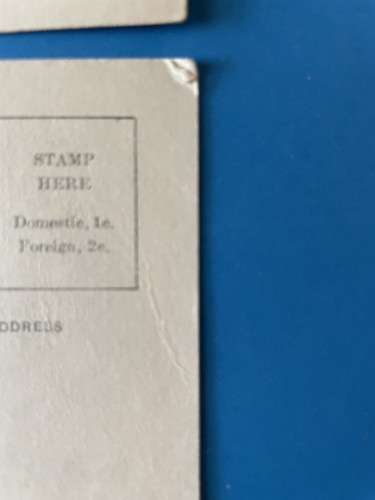 STAMP
HERE
Domestic, 1c.
Foreign, 2c.
DDRESS